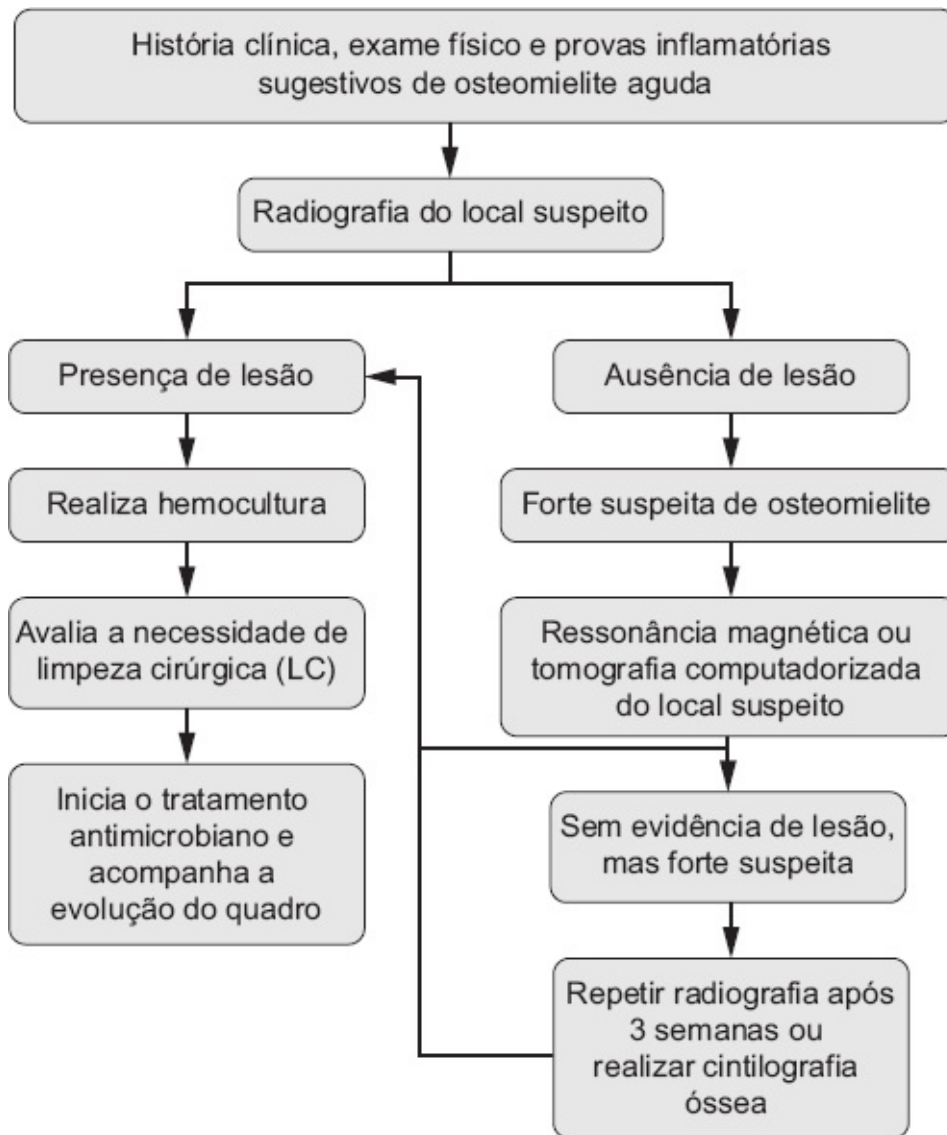 História clínica, exame físico e provas inflamatórias
sugestivos de osteomielite aguda
Radiografia do local suspeito
Presença de lesão
Realiza hemocultura
Avalia a necessidade de
limpeza cirúrgica (LC)
Inicia o tratamento
antimicrobiano e
acompanha a
evolução do quadro
Ausência de lesão
Forte suspeita de osteomielite
Ressonância magnética ou
tomografia computadorizada
do local suspeito
Sem evidência de lesão,
mas forte suspeita
Repetir radiografia após
3 semanas ou
realizar cintilografia
óssea